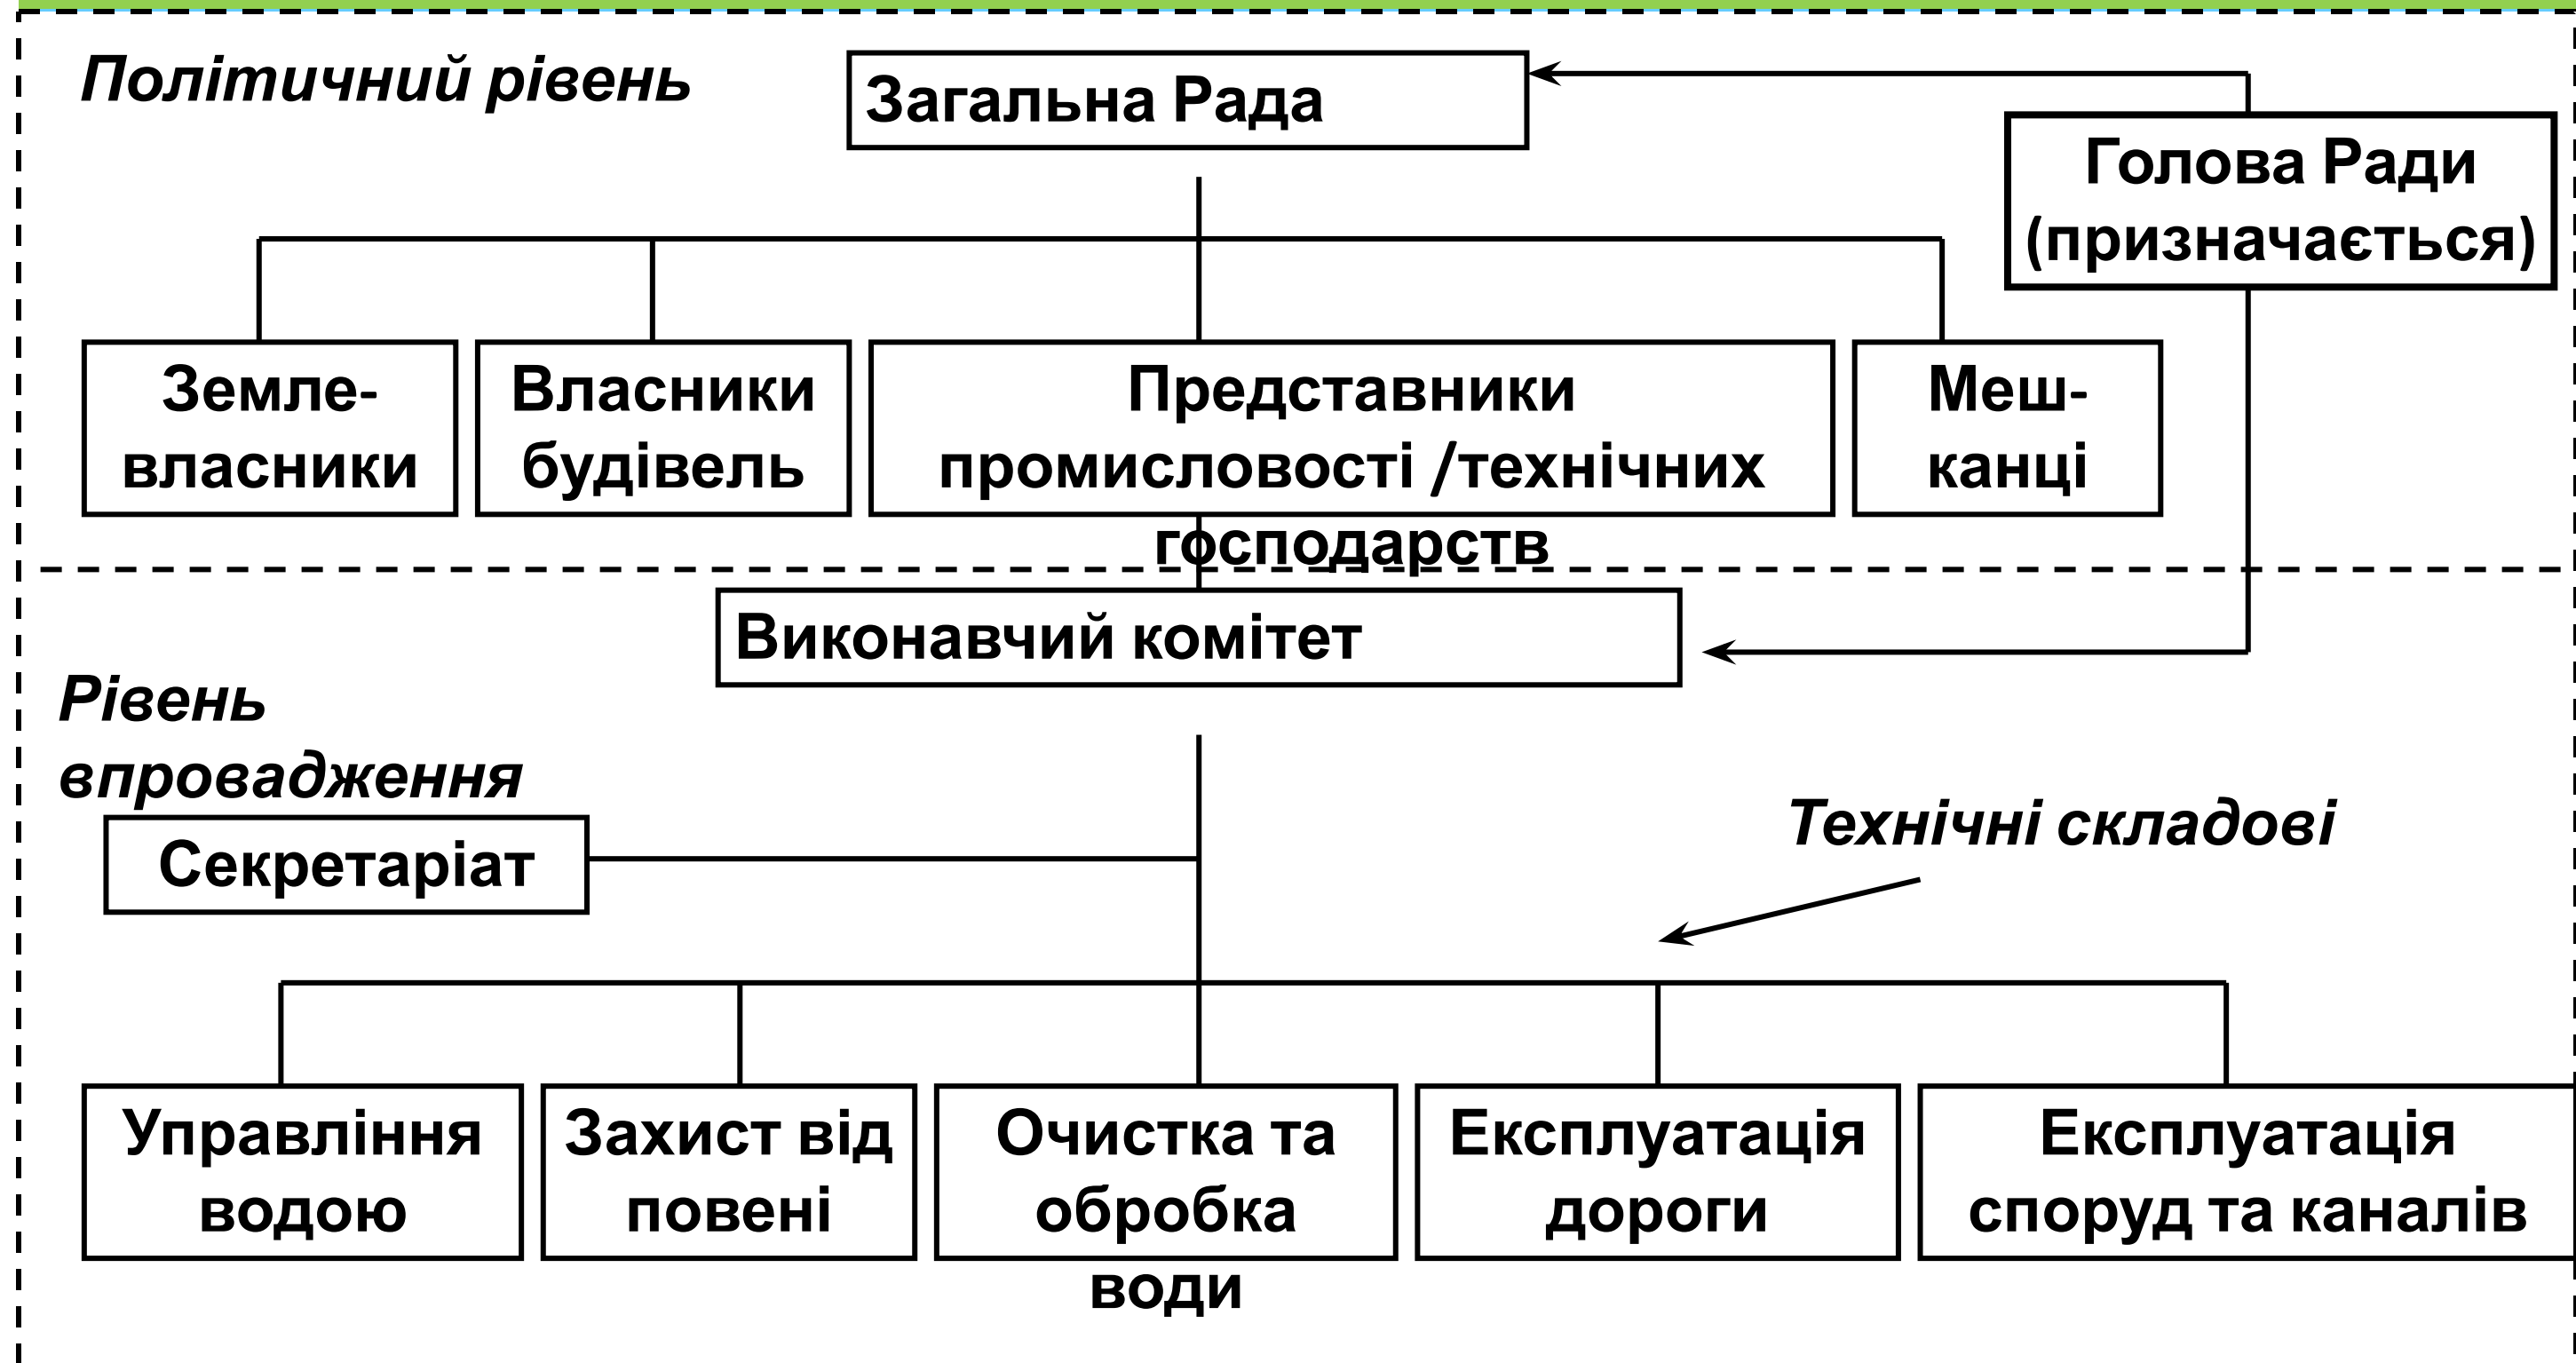 Політичний рівень
Загальна Рада
Голова Ради
(призначається)
Земле-
власники
Власники
будівель
Представники
промисловості /технічних
господарств
Меш-
канці
Виконавчий комітет
Рівень
впровадження
Секретаріат
Технічні складові
Управління
водою
Захист від
повені
Очистка та
обробка
води
Експлуатація
дороги
Експлуатація
споруд та каналів